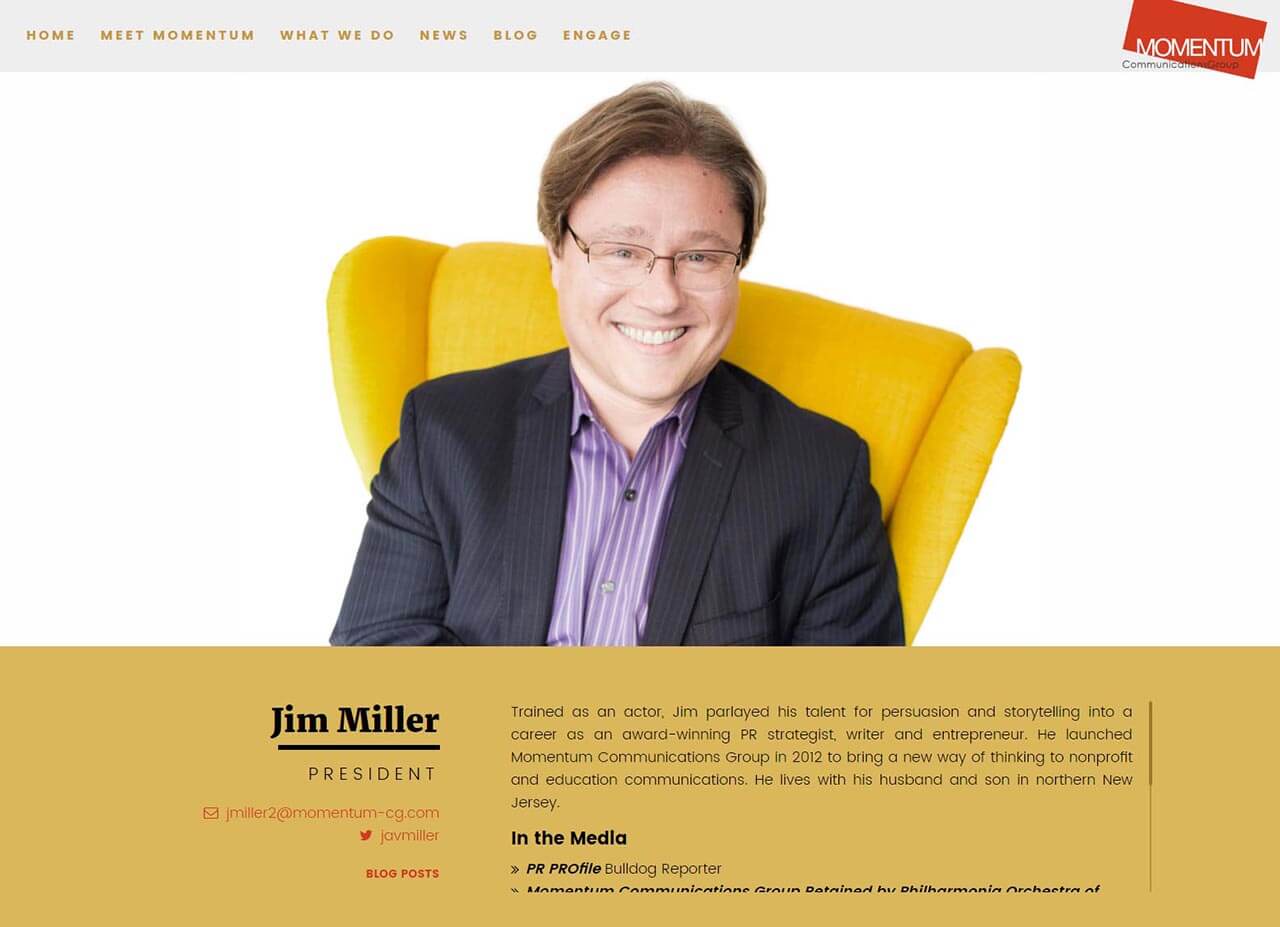 HOME MEET MOMENTUM WHAT WE DO NEWS BLOG ENGAGE
MOMENTUM
CommunicationsGroup
Jim Miller
PRESIDENT
jmiller2@momentum-cg.com
javmiller
BLOG POSTS
Trained as an actor, Jim parlayed his talent for persuasion and storytelling into a
career as an award-winning PR strategist, writer and entrepreneur. He launched
Momentum Communications Group in 2012 to bring a new way of thinking to nonprofit
and education communications. He lives with his husband and son in northern New
Jersey.
In the Media
» PR PROfile Bulldog Reporter
» Momentum Communications Group Retained by Philharmonia Orchestra of